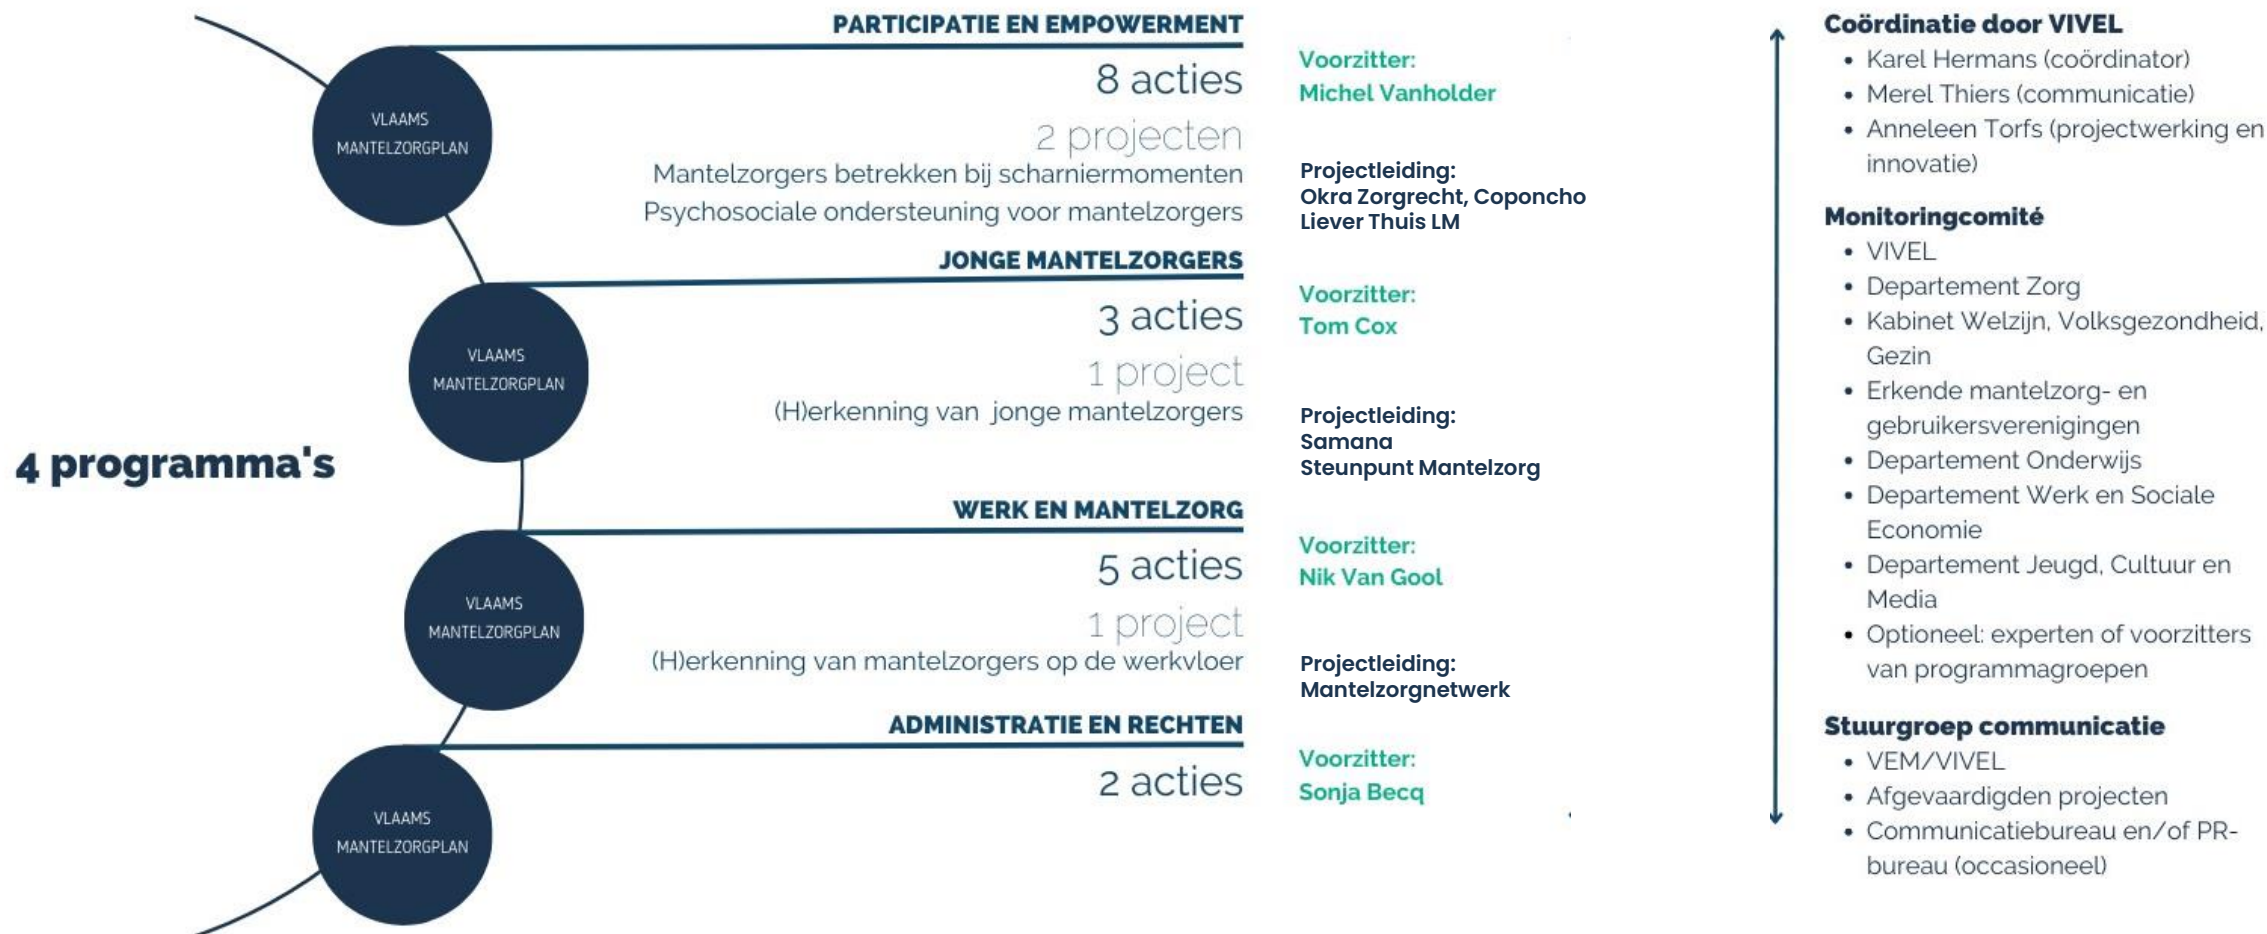 4 programma's
PARTICIPATIE EN EMPOWERMENT
VLAAMS
MANTELZORGPLAN
8 acties
2 projecten
Mantelzorgers betrekken bij scharniermomenten
Psychosociale ondersteuning voor mantelzorgers
Voorzitter:
Michel Vanholder
Projectleiding:
Okra Zorgrecht, Coponcho
Liever Thuis LM
JONGE MANTELZORGERS
VLAAMS
MANTELZORGPLAN
3 acties
1 project
(H)erkenning van jonge mantelzorgers
Voorzitter:
Tom Cox
Projectleiding:
Samana
Steunpunt Mantelzorg
WERK EN MANTELZORG
VLAAMS
MANTELZORGPLAN
5 acties
1 project
(H)erkenning van mantelzorgers op de werkvloer
Voorzitter:
Nik Van Gool
Projectleiding:
Mantelzorgnetwerk
ADMINISTRATIE EN RECHTEN
VLAAMS
MANTELZORGPLAN
2 acties
Voorzitter:
Sonja Becq
Coördinatie door VIVEL
• Karel Hermans (coördinator)
• Merel Thiers (communicatie)
• Anneleen Torfs (projectwerking en
innovatie)
Monitoringcomité
• VIVEL
• Departement Zorg
• Kabinet Welzijn, Volksgezondheid,
Gezin
• Erkende mantelzorg- en
gebruikersverenigingen
• Departement Onderwijs
• Departement Werk en Sociale
Economie
• Departement Jeugd, Cultuur en
Media
• Optioneel: experten of voorzitters
van programmagroepen
Stuurgroep communicatie
• VEM/VIVEL
• Afgevaardigden projecten
• Communicatiebureau en/of PR-
bureau (occasioneel)